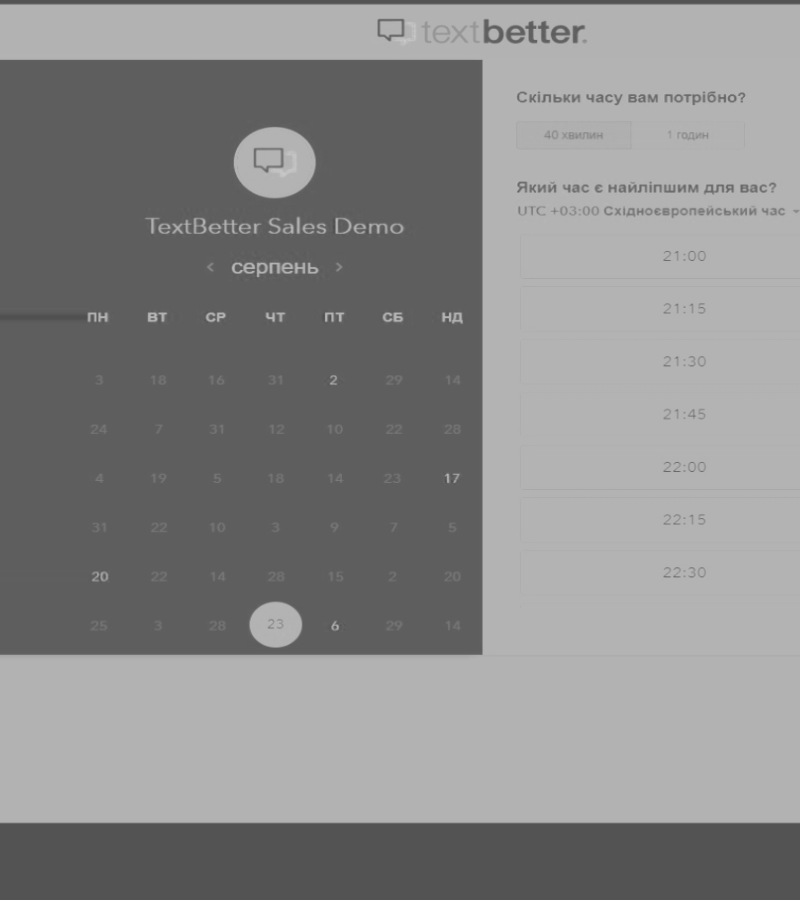 textbetter.
TextBetter Sales Demo
< серпень >
ПН ВТ СР ЧТ ПТ СБ НД
3 18 16 31 2 29 14
24 7 31 12 10 22 28
4 19 5 18 14 23 17
31 22 10 3 9 7 5
20 22 14 28 15 2 20
25 3 28 23 6 29 14
Скільки часу вам потрібно?
40 хвилин 1 годин
Який час є найліпшим для вас?
UTC +03:00 Східноєвропейський час
21:00
21:15
21:30
21:45
22:00
22:15
22:30